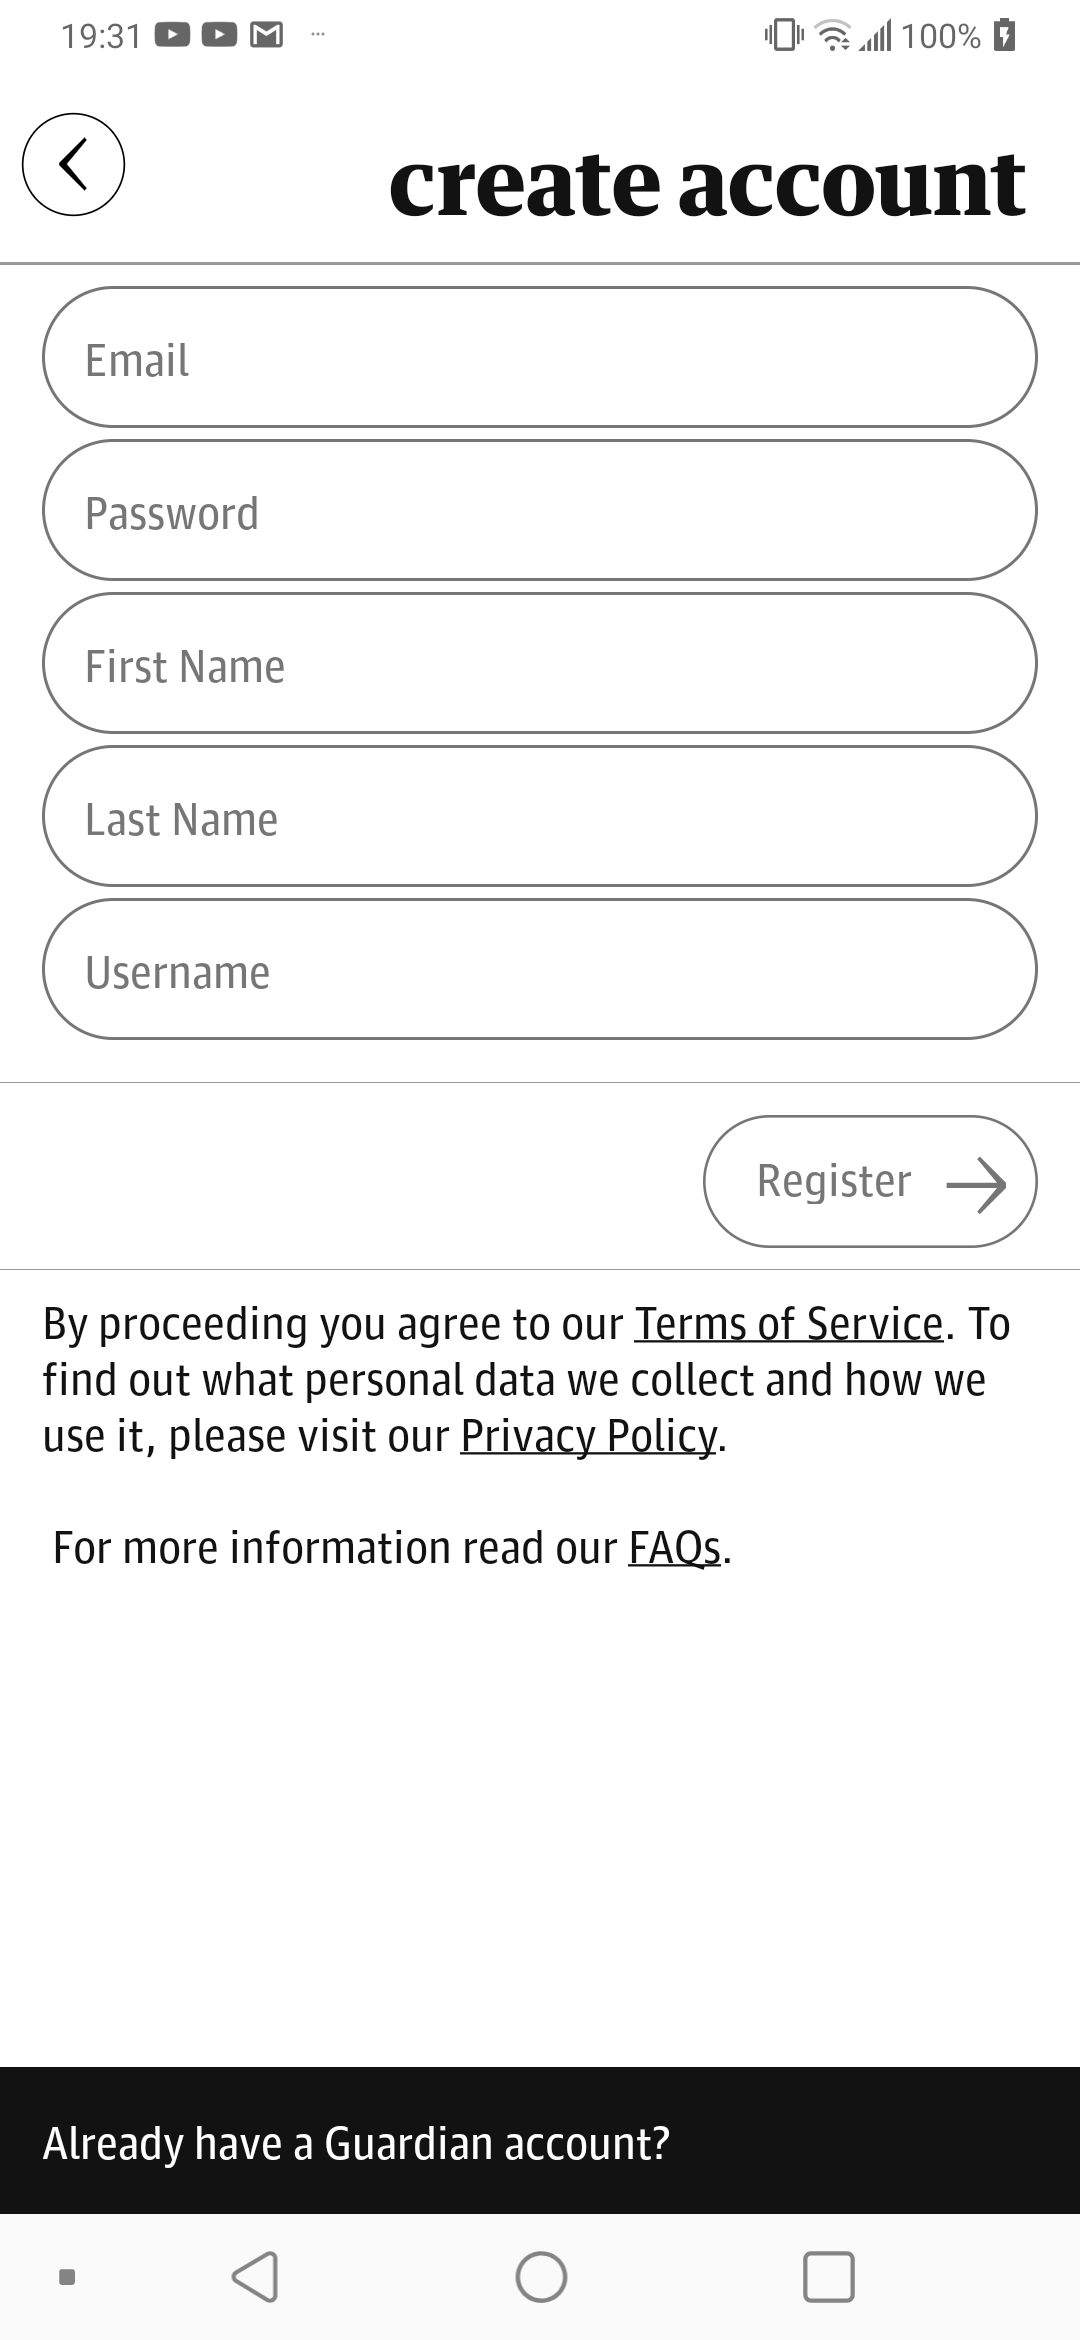 19:31
100%
create account
Email
Password
First Name
Last Name
Username
Register
By proceeding you agree to our Terms of Service. To
find out what personal data we collect and how we
use it, please visit our Privacy Policy.
For more information read our FAQs.
Already have a Guardian account?